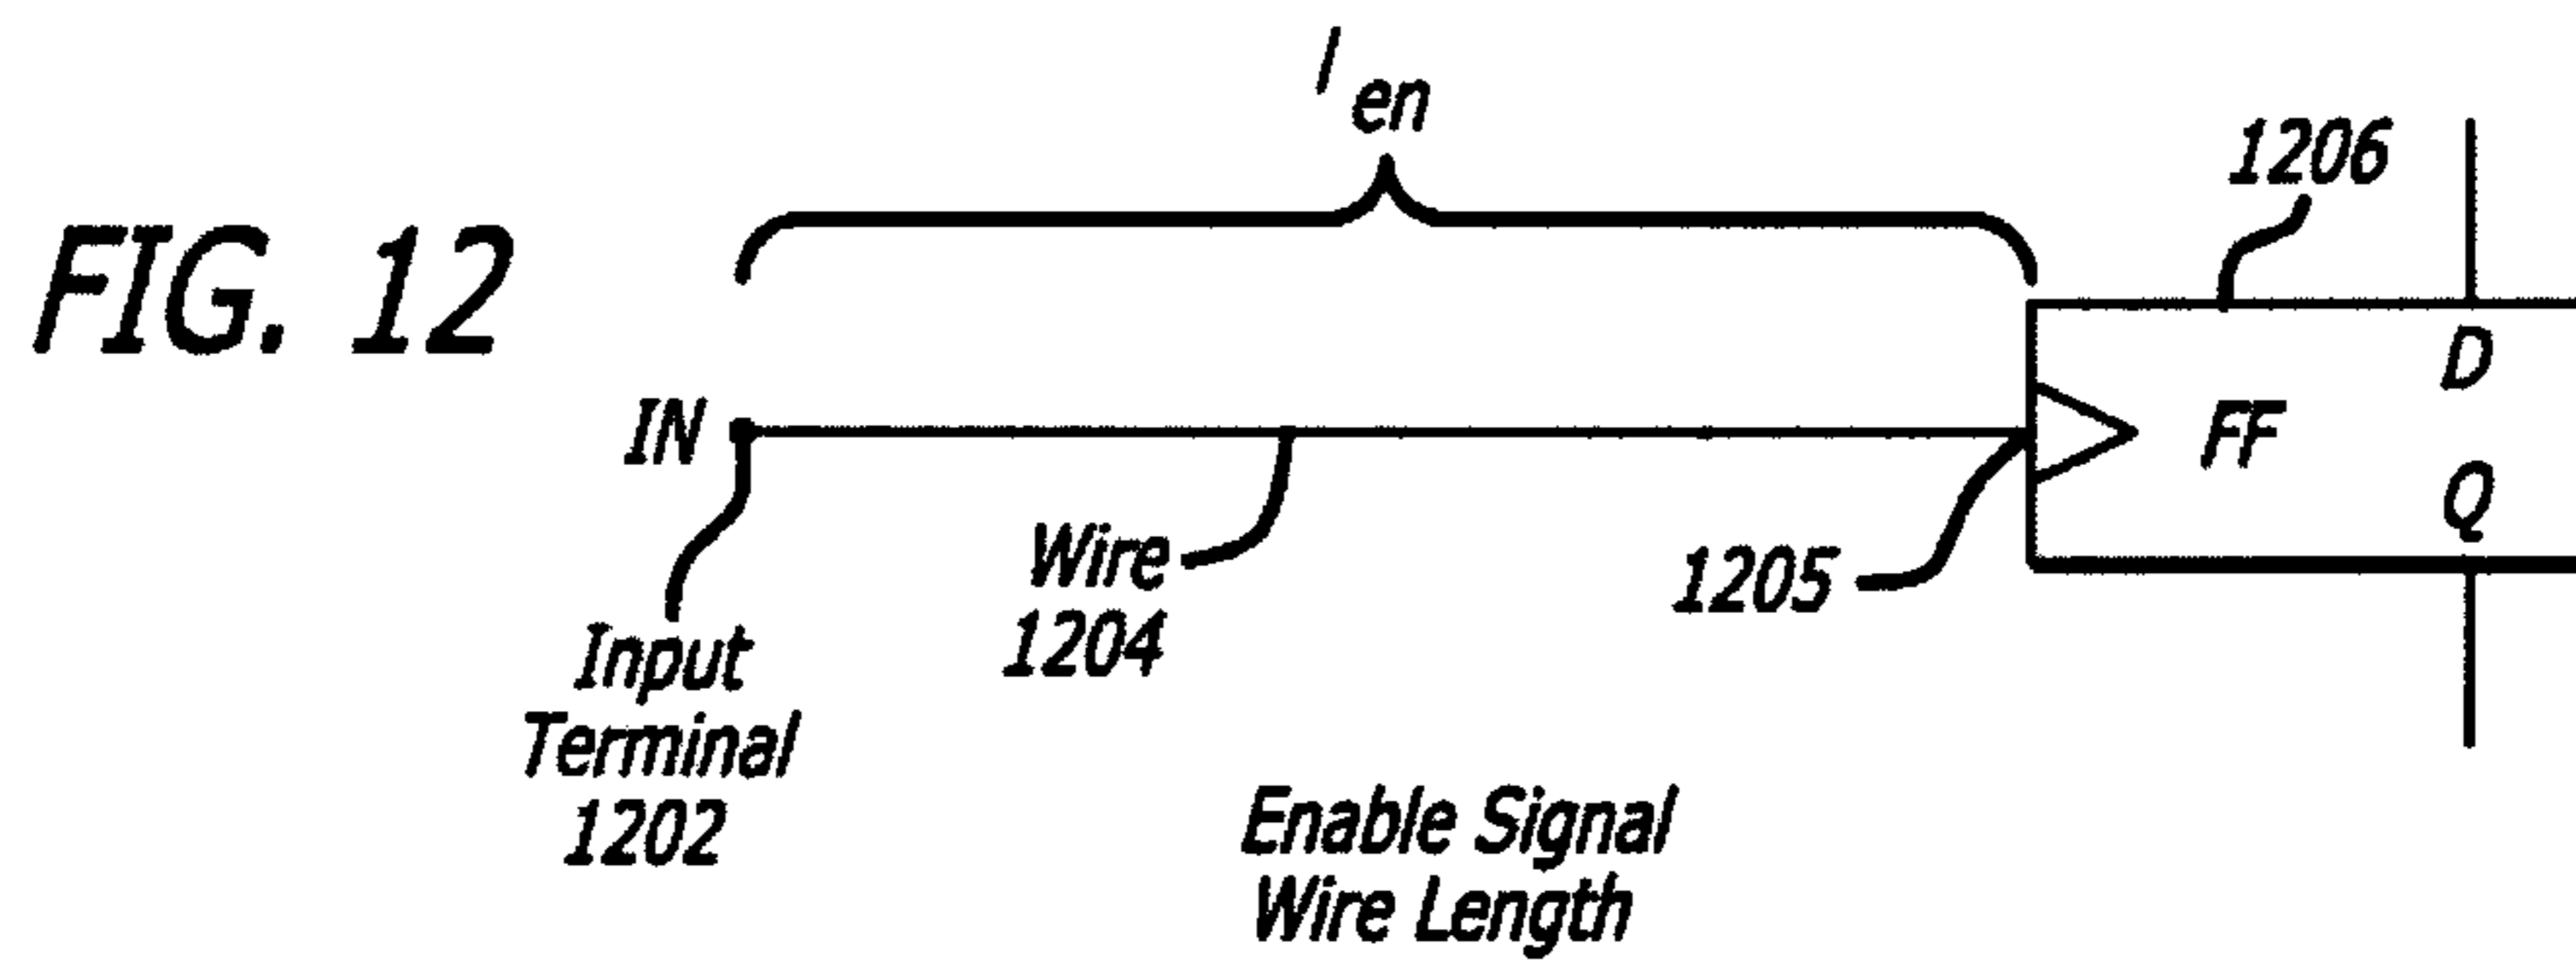 l en
1206
FIG. 12
D
IN
FF
Q
Wire
1204
1205
Input
Terminal
1202
Enable Signal
Wire Length